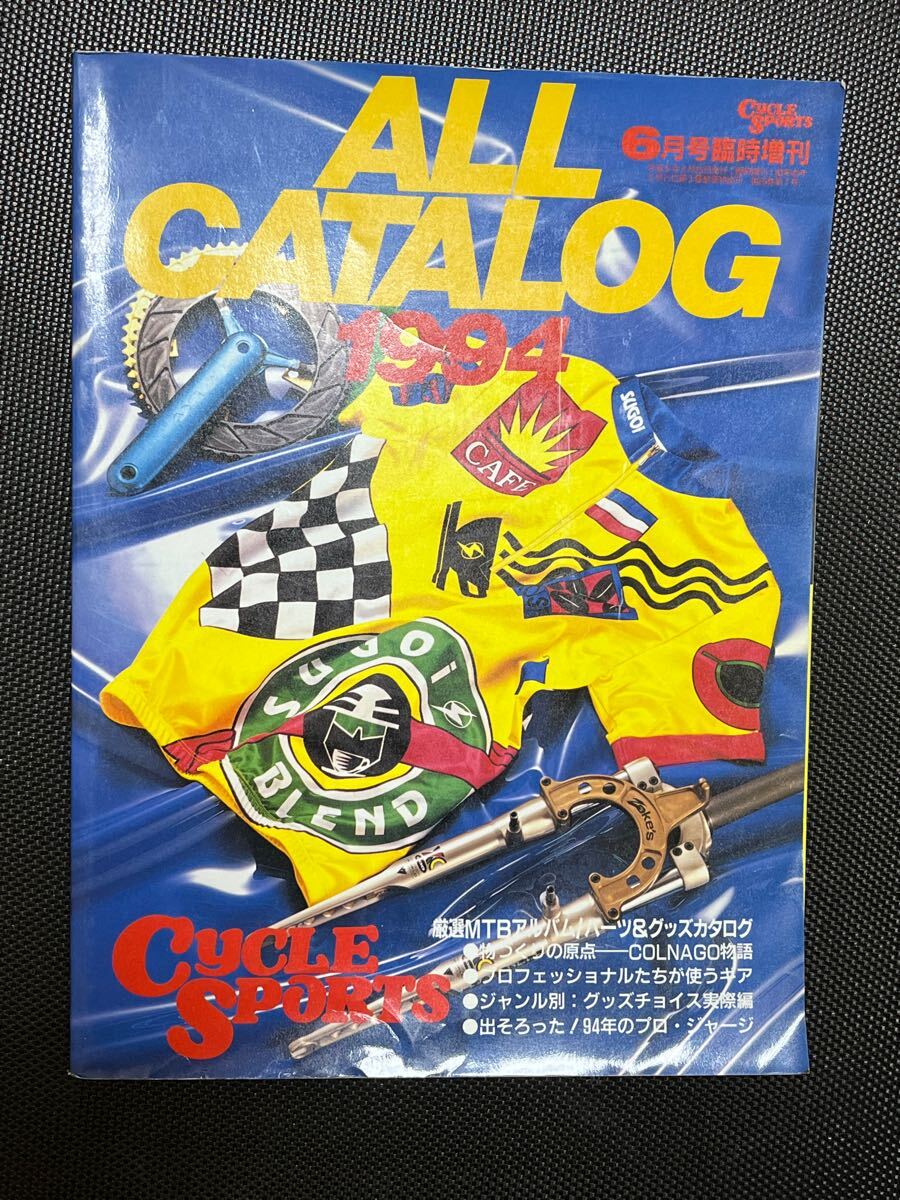 ALL
CATALOG
1994
CYCLE
SPORTS
6月号臨時増刊
SUGOI
CAFE
SUGOI
BLEND
Zoke's
CYCLE
SPORTS
厳選MTBアルバム/パーツ&グッズカタログ
●物づくりの原点——COLNAGO物語
●プロフェッショナルたちが使うギア
●ジャンル別：グッズチョイス実際編
●出そろった！94年のプロ・ジャージ